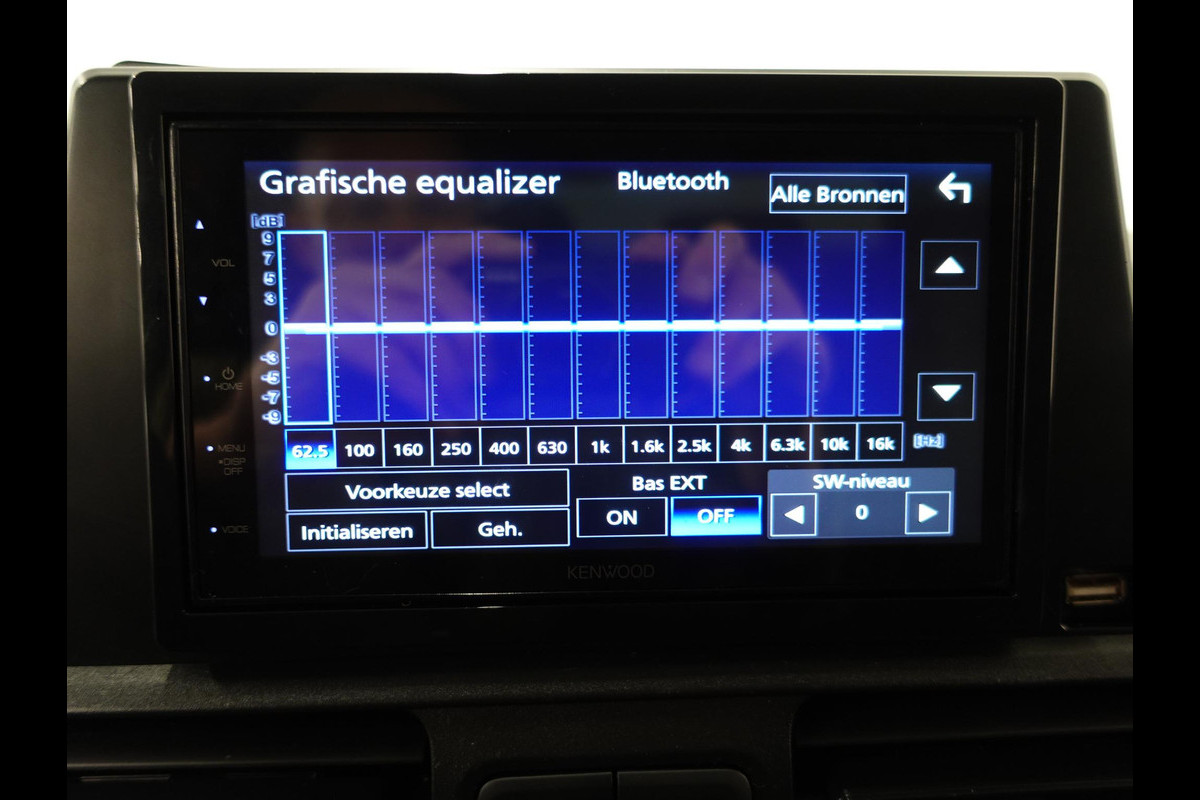 Grafische equalizer Bluetooth Alle Bronnen
[dB]
9
7
5
3
0
-3
-5
-7
-9
VOL
HOME
MENU
DISP
OFF
VOICE
62.5 100 160 250 400 630 1k 1.6k 2.5k 4k 6.3k 10k 16k [Hz]
Voorkeuze select Bas EXT SW-niveau
Initialiseren Geh. ON OFF 0
KENWOOD